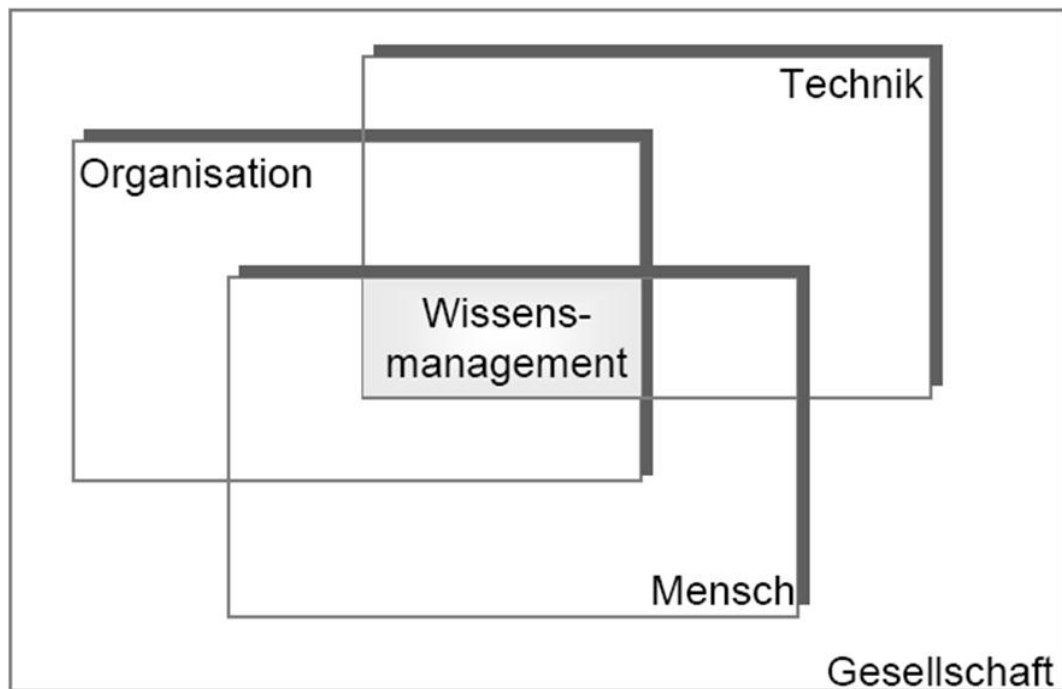 Technik
Organisation
Wissens-
management
Mensch
Gesellschaft